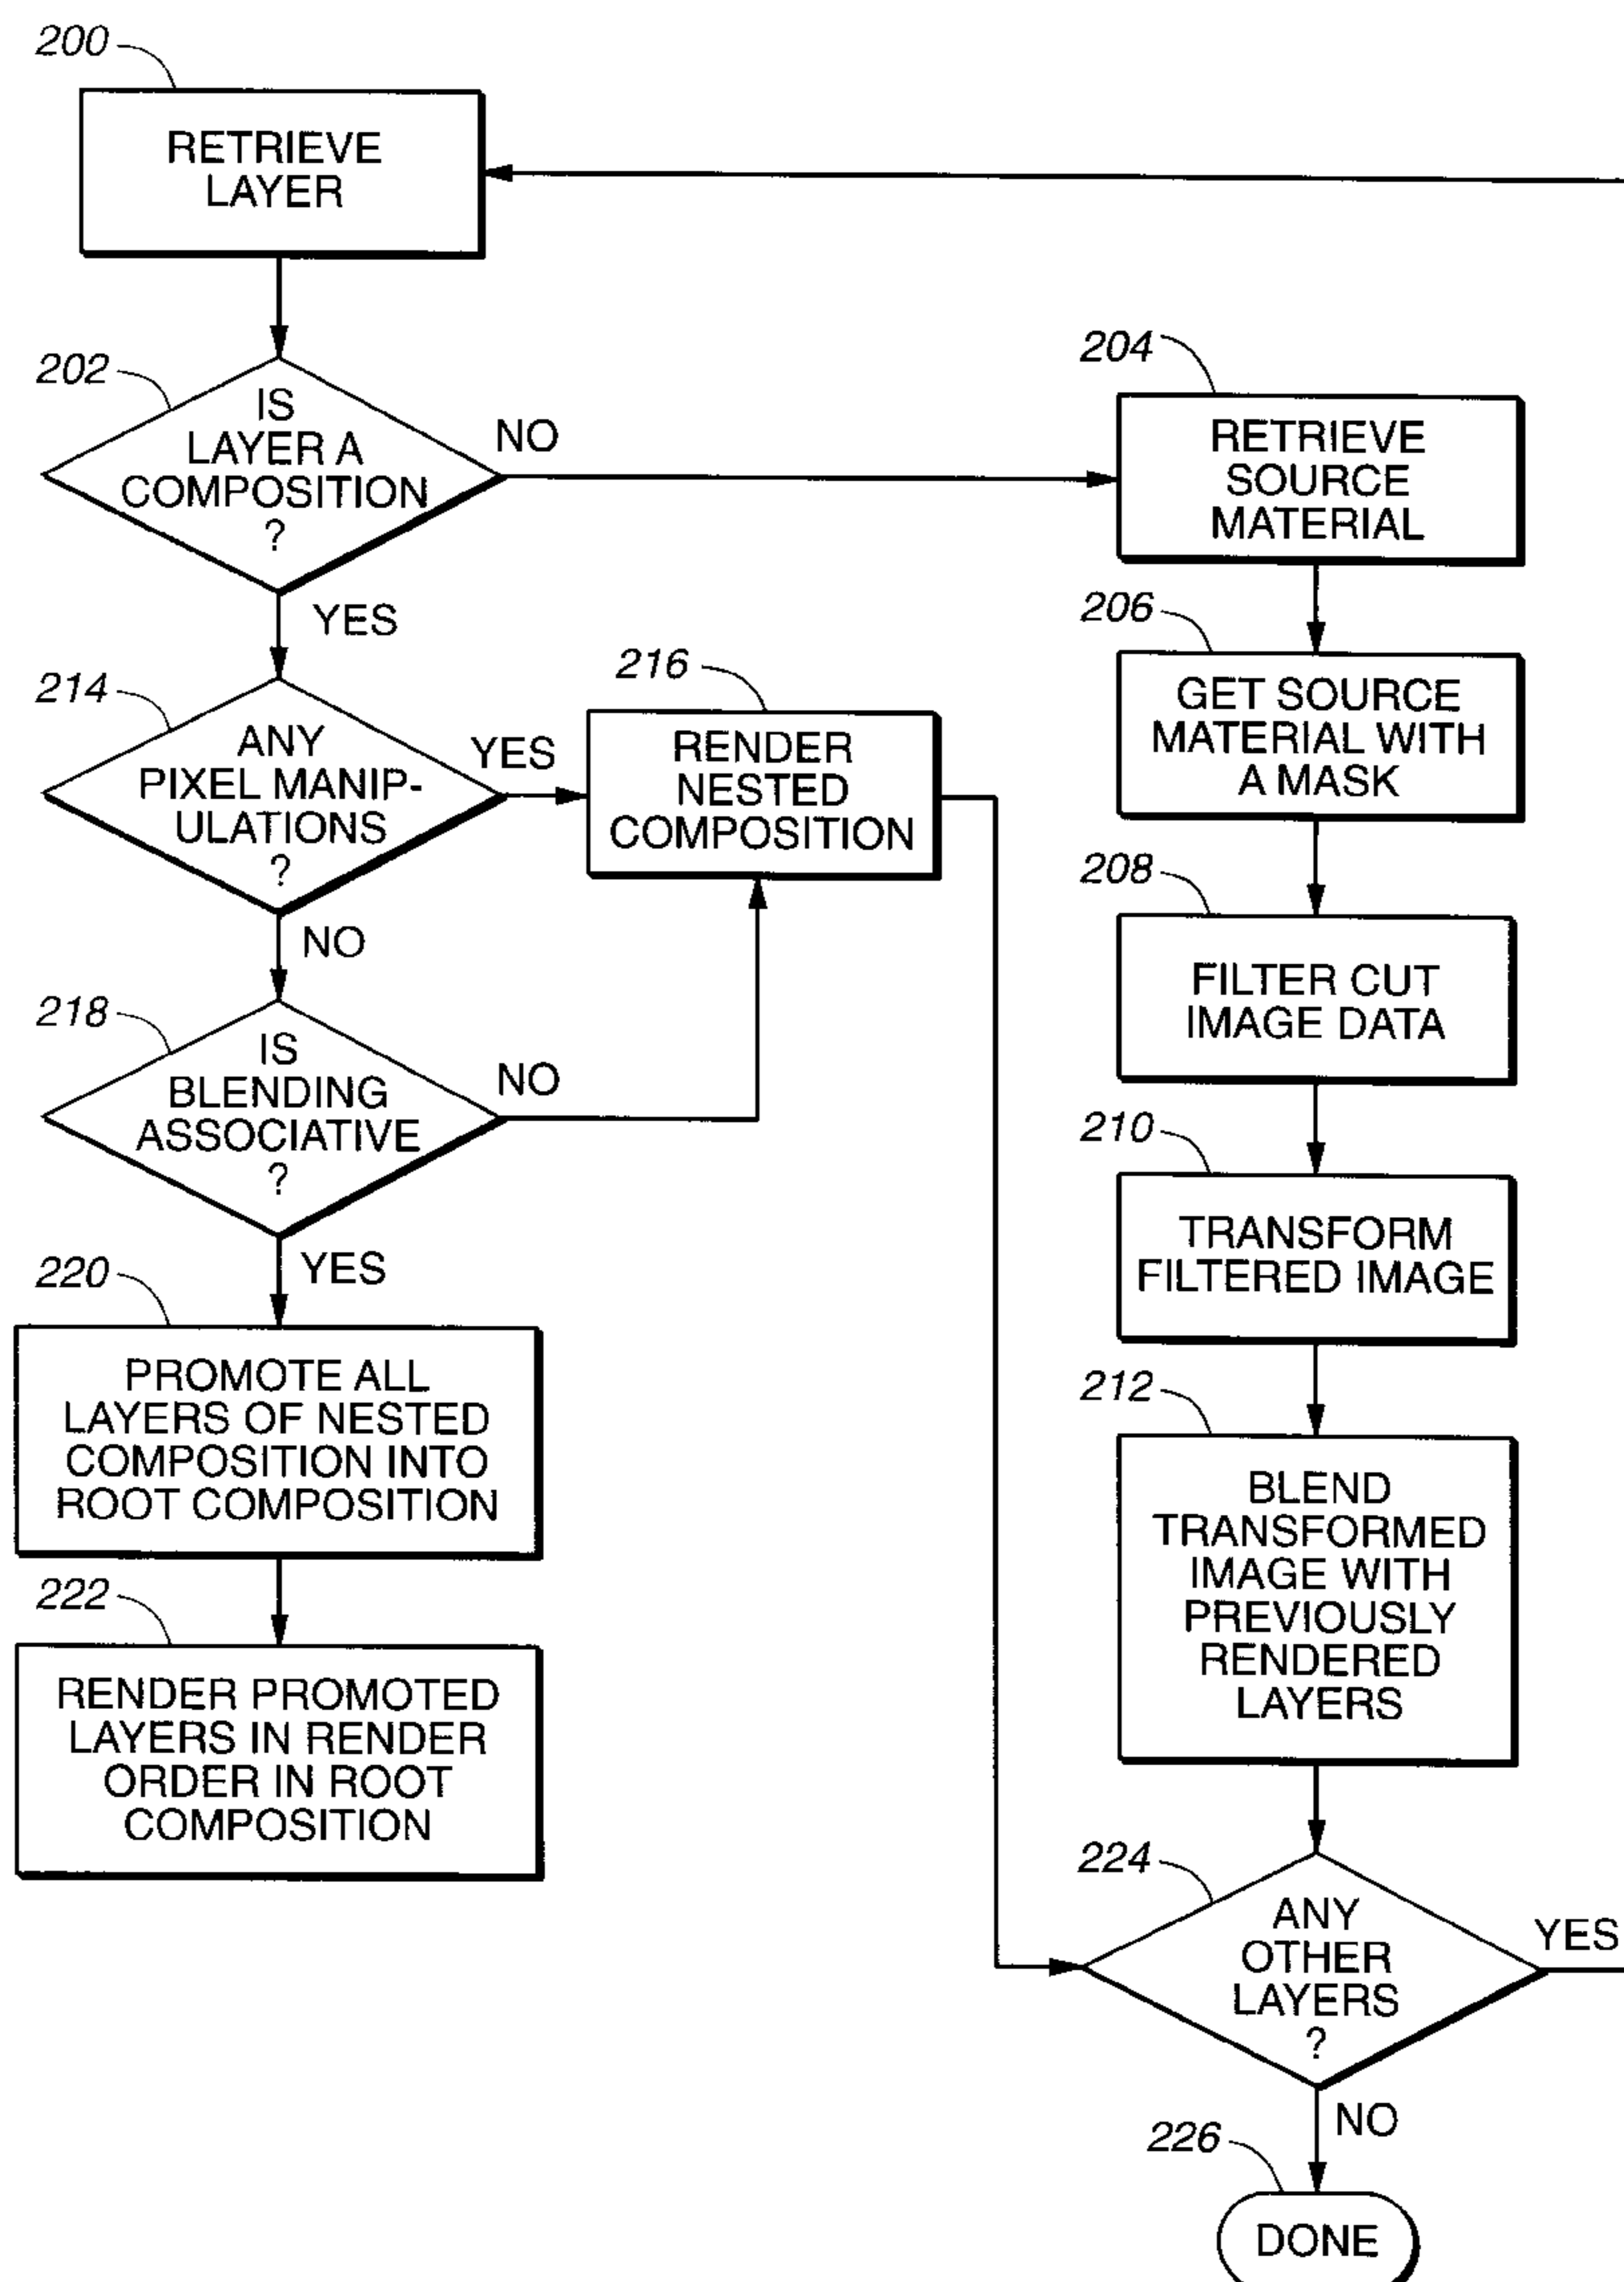 200
RETRIEVE
LAYER
202
IS
LAYER A
COMPOSITION
?
NO
YES
204
RETRIEVE
SOURCE
MATERIAL
206
GET SOURCE
MATERIAL WITH
A MASK
208
FILTER CUT
IMAGE DATA
210
TRANSFORM
FILTERED IMAGE
212
BLEND
TRANSFORMED
IMAGE WITH
PREVIOUSLY
RENDERED
LAYERS
214
ANY
PIXEL MANIP-
ULATIONS
?
YES
NO
216
RENDER
NESTED
COMPOSITION
218
IS
BLENDING
ASSOCIATIVE
?
NO
YES
220
PROMOTE ALL
LAYERS OF NESTED
COMPOSITION INTO
ROOT COMPOSITION
222
RENDER PROMOTED
LAYERS IN RENDER
ORDER IN ROOT
COMPOSITION
224
ANY
OTHER
LAYERS
?
YES
NO
226
DONE